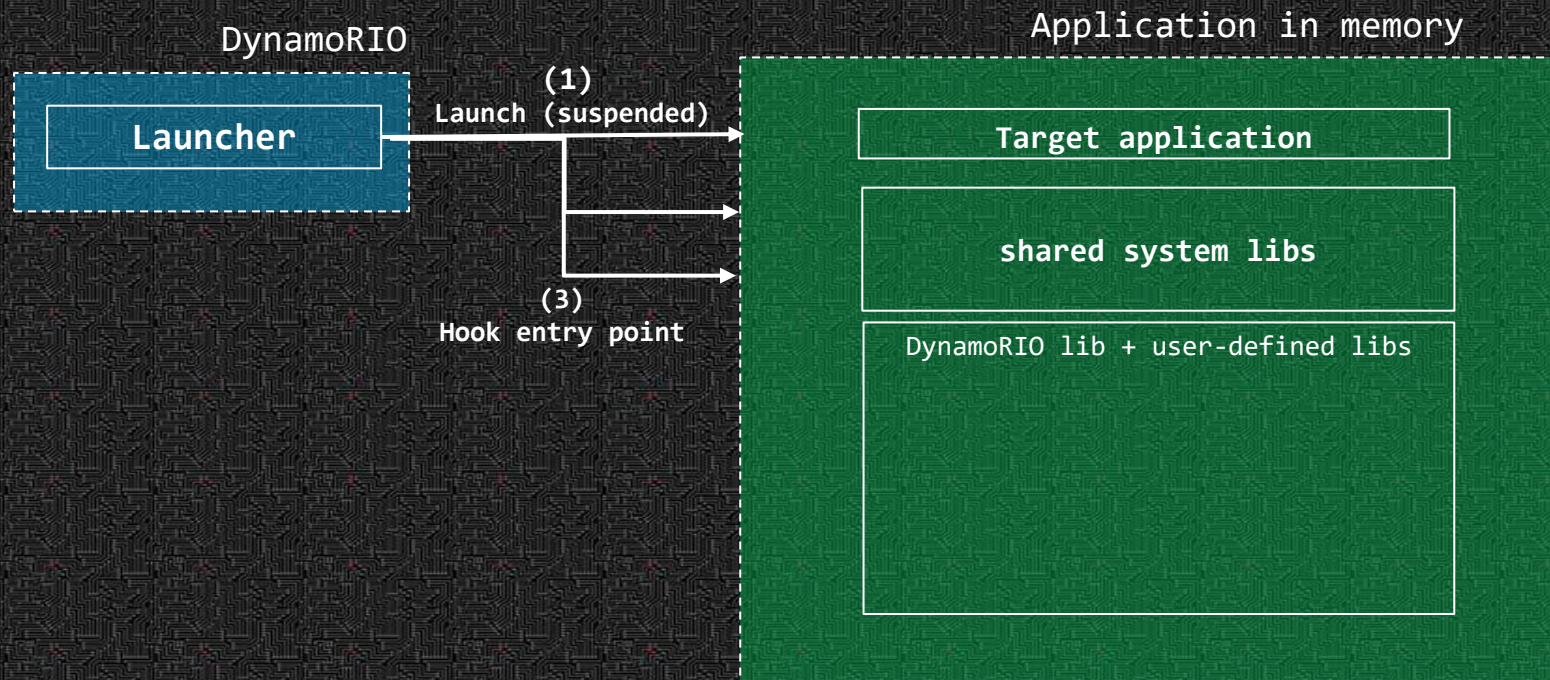 DynamoRIO
Application in memory
Launcher
(1)
Launch (suspended)
(3)
Hook entry point
Target application
shared system libs
DynamoRIO lib + user-defined libs